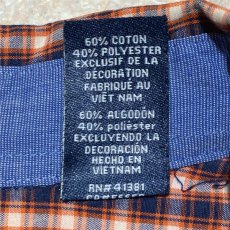 60% COTON
40% POLYESTER
EXCLUSIF DE LA
DÉCORATION
FABRIQUÉ AU
VIÊT NAM
60% ALGODÓN
40% poliéster
EXCLUYENDO LA
DECORACIÓN
HECHO EN
VIETNAM
RN# 41381